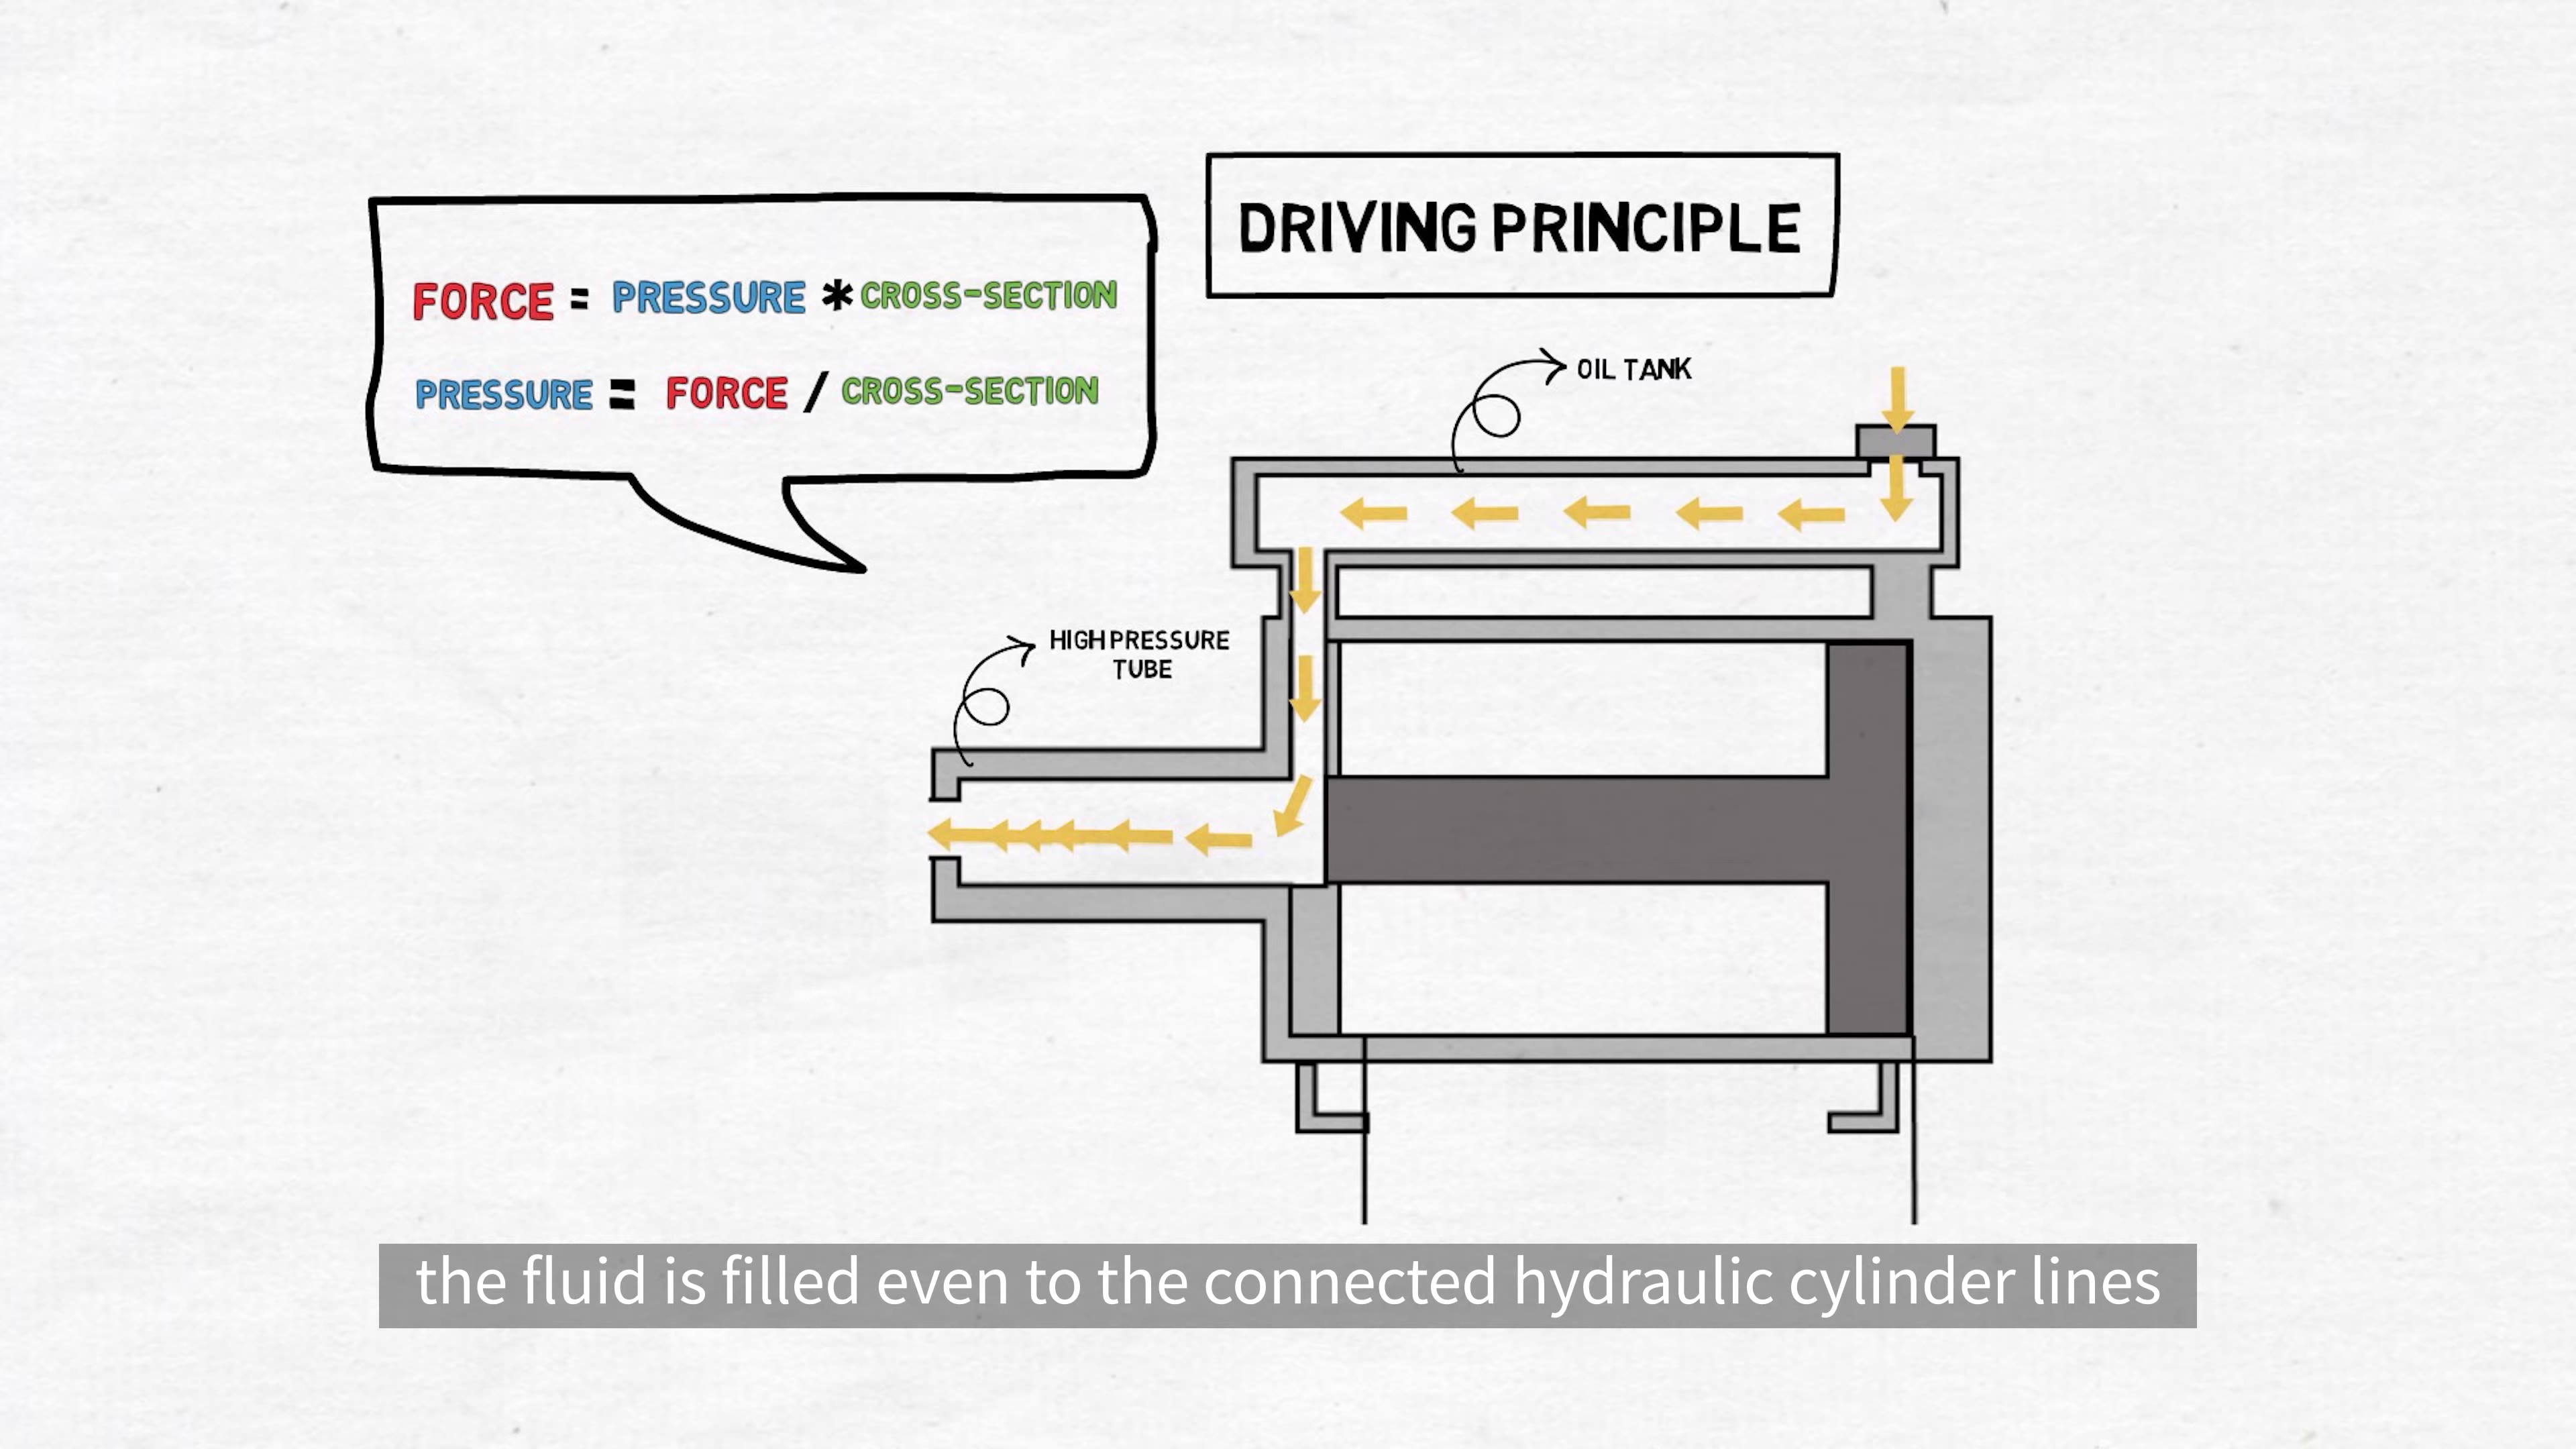 DRIVING PRINCIPLE
FORCE = PRESSURE * CROSS-SECTION
PRESSURE = FORCE / CROSS-SECTION
OIL TANK
HIGH PRESSURE
TUBE
the fluid is filled even to the connected hydraulic cylinder lines